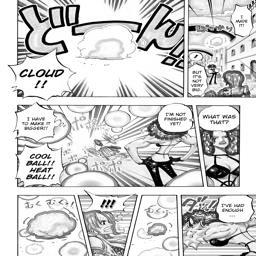 I
MADE
IT!
BUT
IT'S
NOT
VERY
BIG.
CLOUD
!!
WHAT WAS
THAT?
I'M NOT
FINISHED
YET!
I HAVE
TO MAKE IT
BIGGER!!
COOL
BALL!!
HEAT
BALL!!
I'VE HAD
ENOUGH
...
!!!